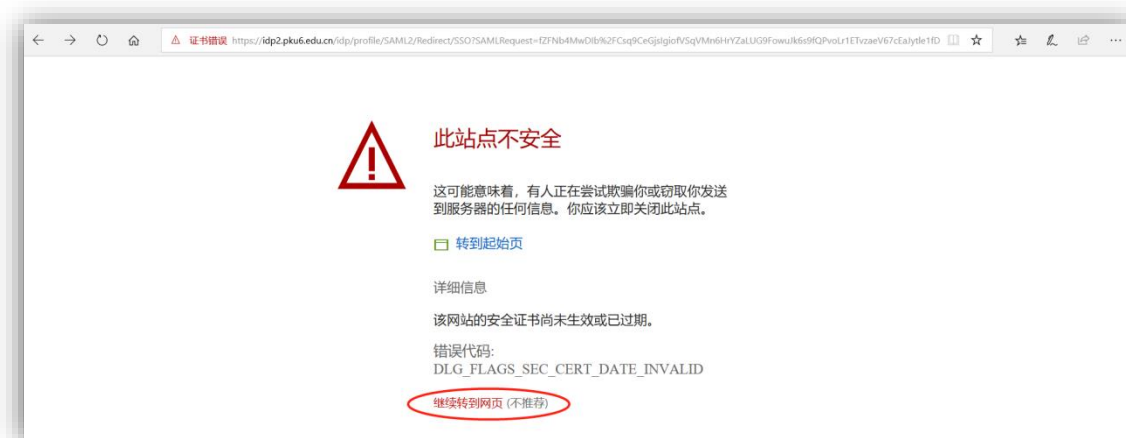 证书错误 https://idp2.pku6.edu.cn/idp/profile/SAML2/Redirect/SSO?SAMLRequest=fZFNb4MwDIb%2FCsq9CeGjsIgiofVSqVMn6HrYZaLUG9FowuJk6s9fQPvoLr1ETvzaeV67cEaJytle1fD
此站点不安全
这可能意味着，有人正在尝试欺骗你或窃取你发送
到服务器的任何信息。你应该立即关闭此站点。
转到起始页
详细信息
该网站的安全证书尚未生效或已过期。
错误代码:
DLG_FLAGS_SEC_CERT_DATE_INVALID
继续转到网页 (不推荐)